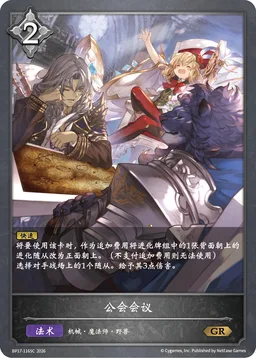 2
快速
将要使用该卡时，作为追加费用将进化牌组中的1张背面朝上的
进化随从改为正面朝上。（不支付追加费用则无法使用）
选择对手战场上的1个随从。给予其3点伤害。
公会会议
法术
机械・魔法师・野兽
GR
© Cygames, Inc. Published by NetEase Games